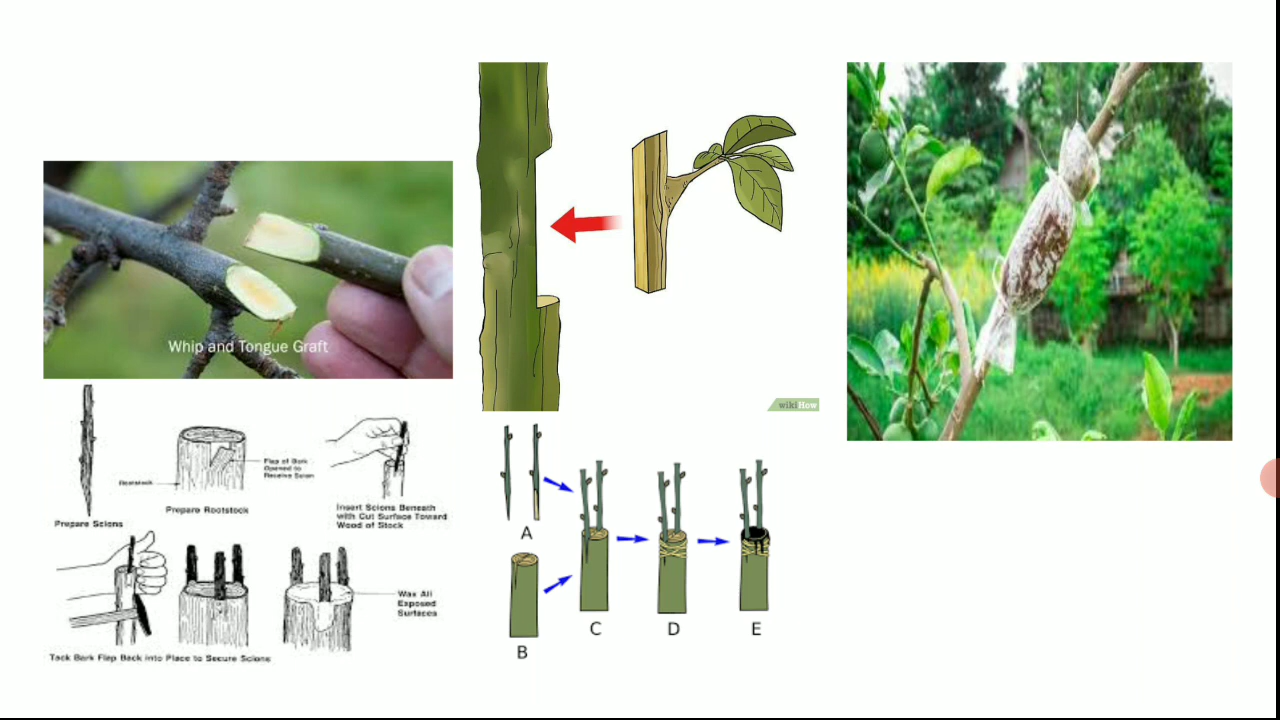 Whip and Tongue Graft
wikiHow
Flap of Bark
Opened to
Receive Scion
Rootstock
Prepare Scions
Prepare Rootstock
Insert Scions Beneath
with Cut Surface Toward
Wood of Stock
Wax All
Exposed
Surfaces
Tack Bark Flap Back into Place to Secure Scions
A
B
C
D
E